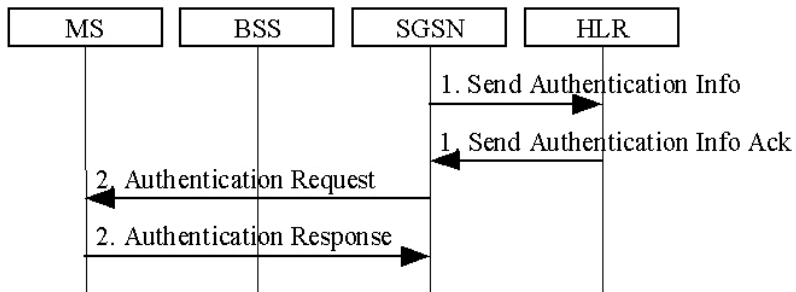 MS BSS SGSN HLR
1. Send Authentication Info
1. Send Authentication Info Ack
2. Authentication Request
2. Authentication Response